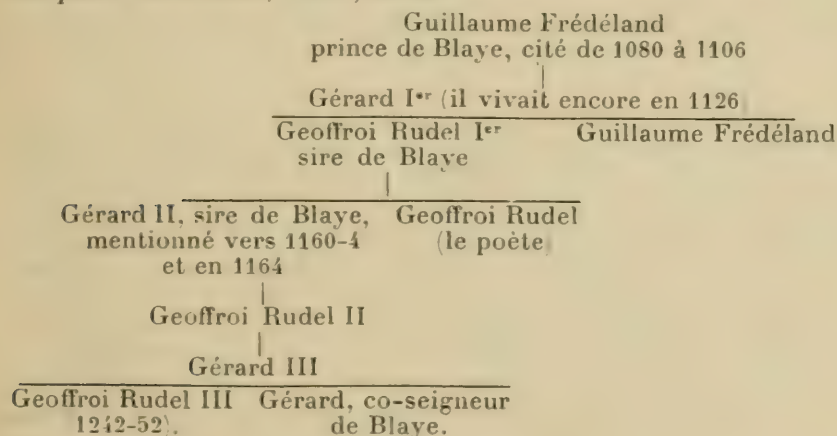 Guillaume Frédéland
prince de Blaye, cité de 1080 à 1106
Gérard Iᵉʳ (il vivait encore en 1126
Geoffroi Rudel Iᵉʳ Guillaume Frédéland
sire de Blaye
Gérard II, sire de Blaye, Geoffroi Rudel
mentionné vers 1160-4 (le poète)
et en 1164
Geoffroi Rudel II
Gérard III
Geoffroi Rudel III Gérard, co-seigneur
1242-52). de Blaye.